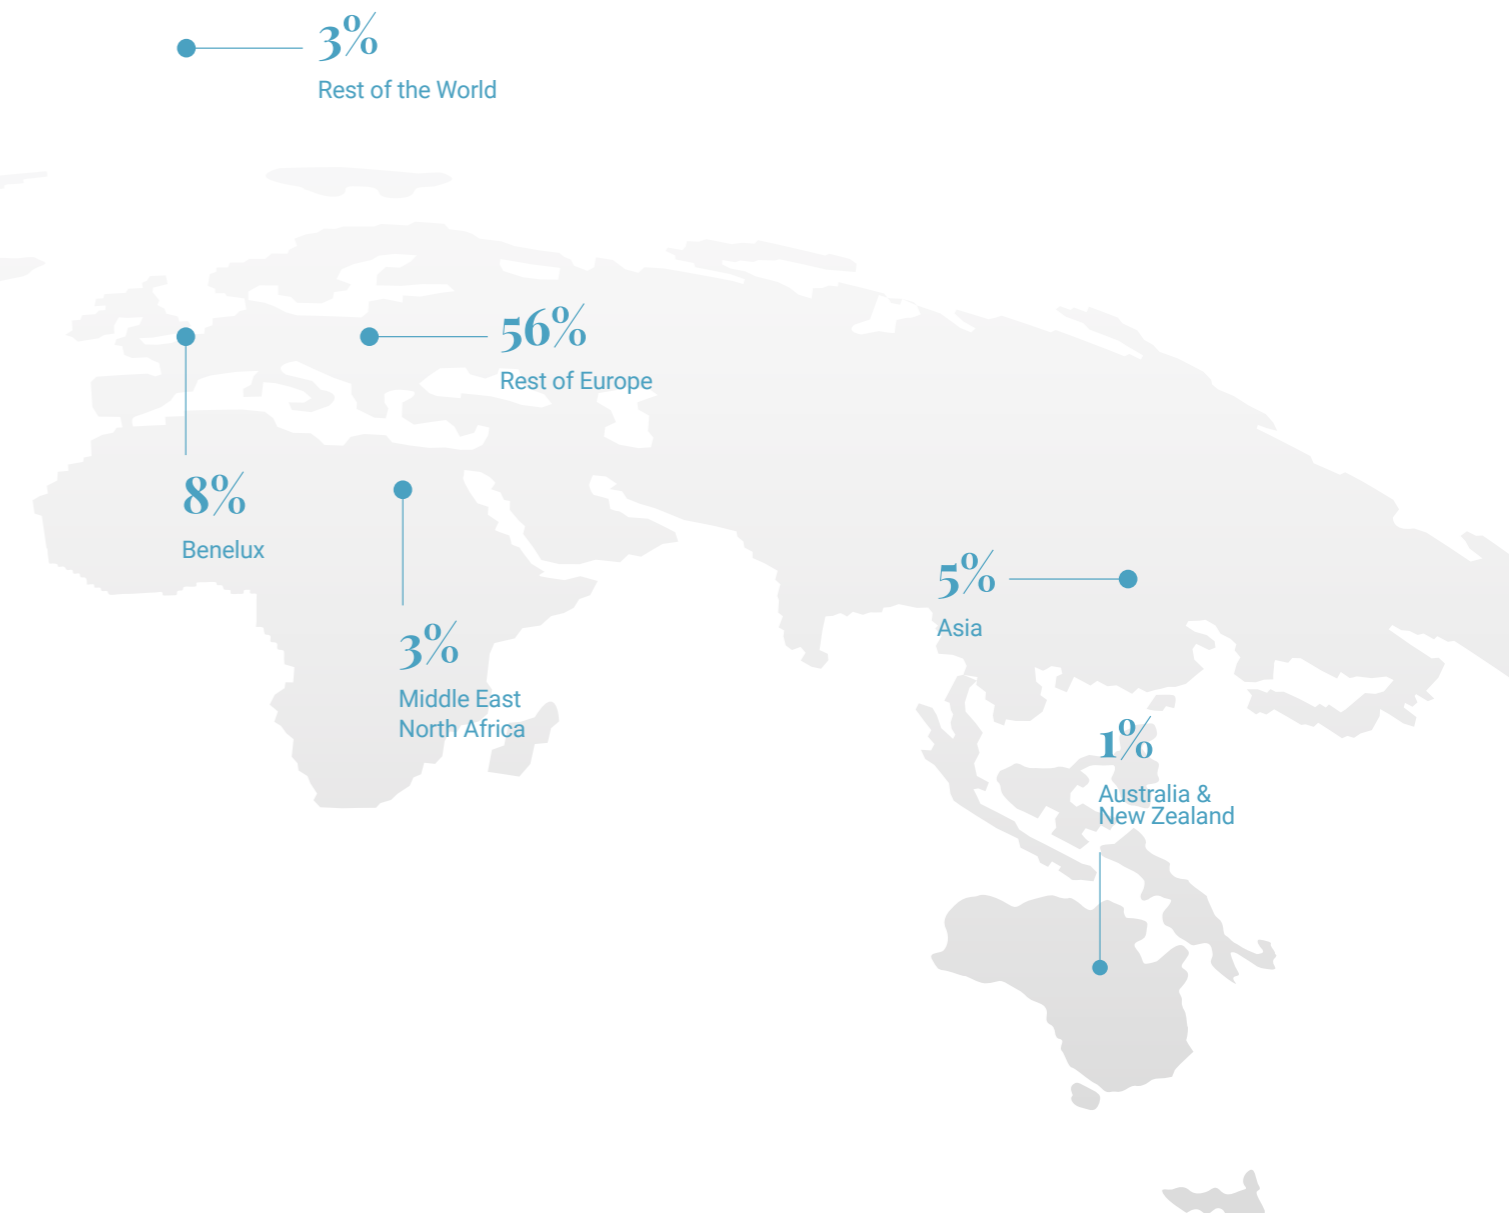 3%
Rest of the World
56%
Rest of Europe
8%
Benelux
3%
Middle East
North Africa
5%
Asia
1%
Australia &
New Zealand